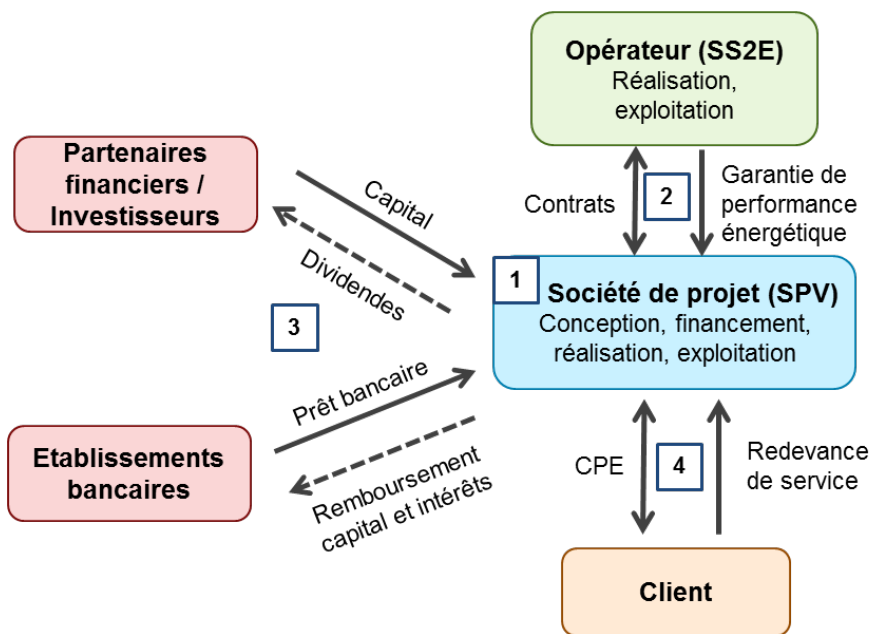 Opérateur (SS2E)
Réalisation,
exploitation
Partenaires
financiers /
Investisseurs
Capital
Dividendes
Contrats
2
Garantie de
performance
énergétique
1
Société de projet (SPV)
Conception, financement,
réalisation, exploitation
3
Prêt bancaire
Remboursement
capital et intérêts
Etablissements
bancaires
CPE
4
Redevance
de service
Client